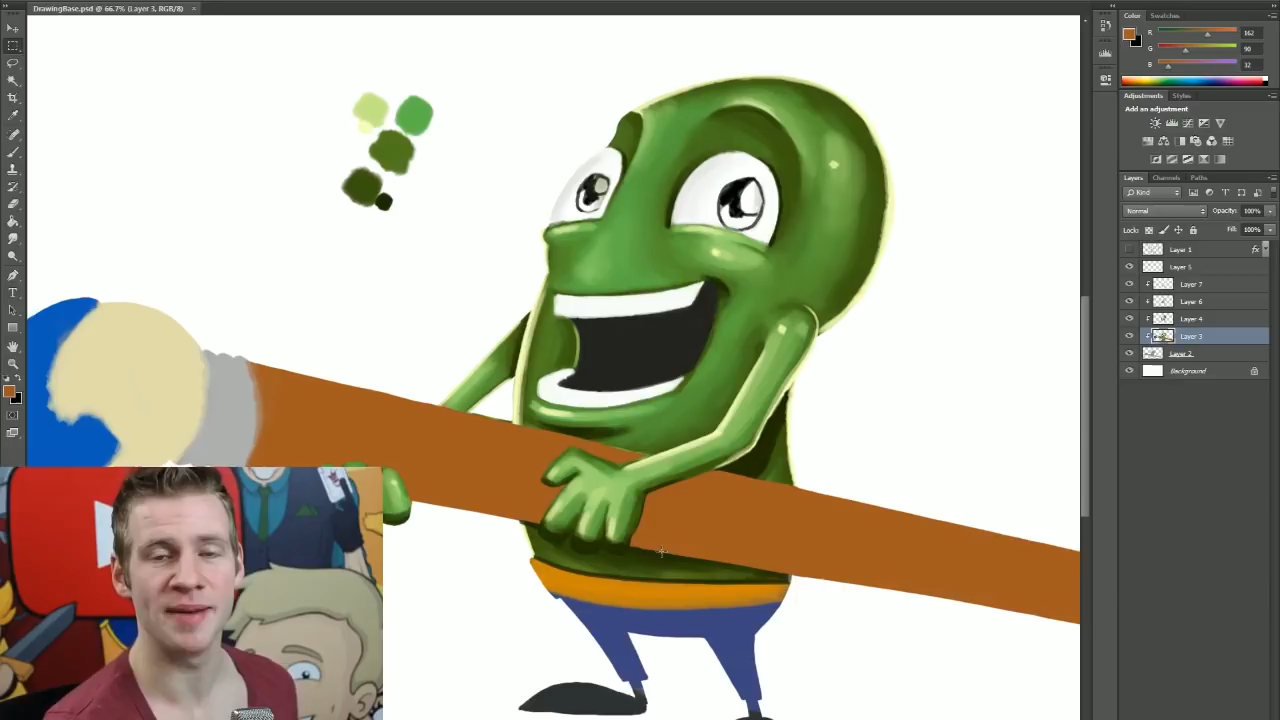 DrawingBase.psd @ 66.7% (Layer 3, RGB/8) ×
Color Swatches
R 162
G 90
B 32
Adjustments Styles
Add an adjustment
Layers Channels Paths
Kind
Normal Opacity: 100%
Lock: Fill: 100%
Layer 1 fx
Layer 5
Layer 7
Layer 6
Layer 4
Layer 3
Layer 2
Background